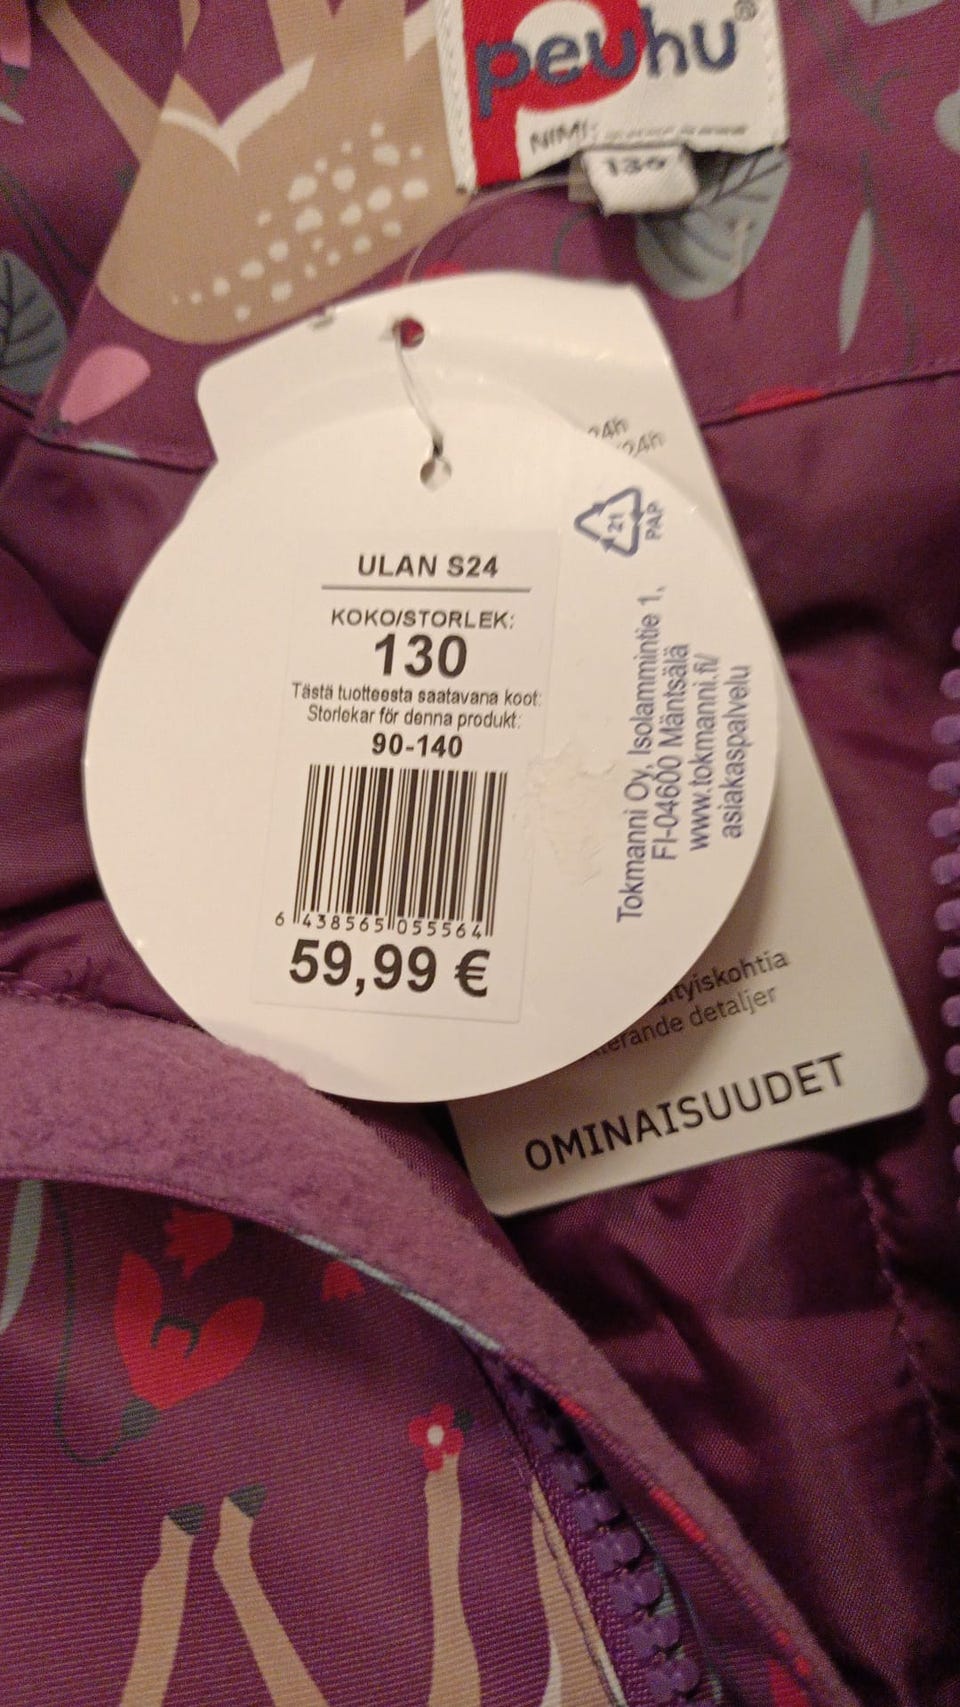 peuhu®
NIMI:
130
24h
24h
21
PAP
ULAN S24
KOKO/STORLEK:
130
Tästä tuotteesta saatavana koot:
Storlekar för denna produkt:
90-140
6 438565 055564
59,99 €
Tokmanni Oy, Isolammintie 1,
FI-04600 Mäntsälä
www.tokmanni.fi/
asiakaspalvelu
detaljer
OMINAISUUDET